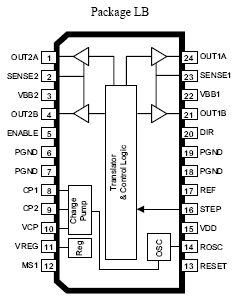 Package LB
OUT2A 1
SENSE2 2
VBB2 3
OUT2B 4
ENABLE 5
PGND 6
PGND 7
CP1 8
CP2 9
VCP 10
VREG 11
MS1 12
24 OUT1A
23 SENSE1
22 VBB1
21 OUT1B
20 DIR
19 PGND
18 PGND
17 REF
16 STEP
15 VDD
14 ROSC
13 RESET
Translator
& Control Logic
Charge
Pump
Reg
OSC